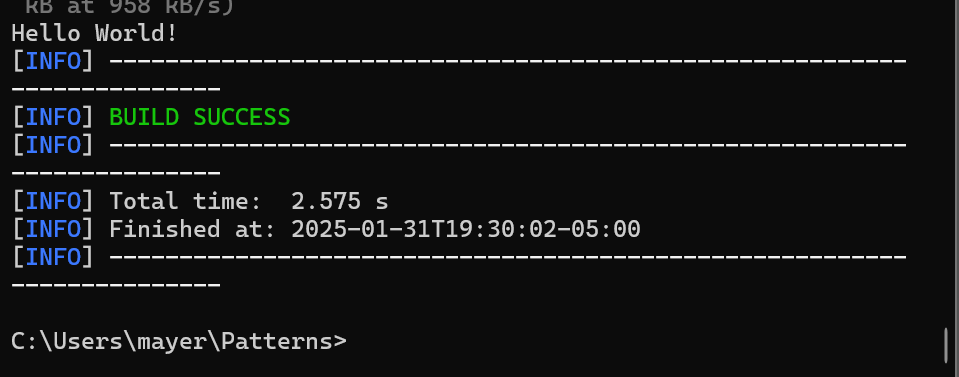 kB at 958 kB/s)
Hello World!
[INFO] ---------------------------------------------------------
---------------
[INFO] BUILD SUCCESS
[INFO] ---------------------------------------------------------
---------------
[INFO] Total time:  2.575 s
[INFO] Finished at: 2025-01-31T19:30:02-05:00
[INFO] ---------------------------------------------------------
---------------
C:\Users\mayer\Patterns>